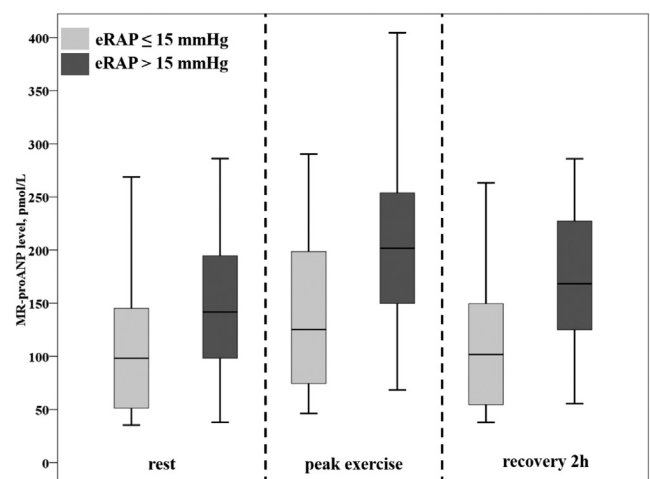 eRAP ≤ 15 mmHg
eRAP > 15 mmHg
MR-proANP level, pmol/L
400
350
300
250
200
150
100
50
0
rest
peak exercise
recovery 2h